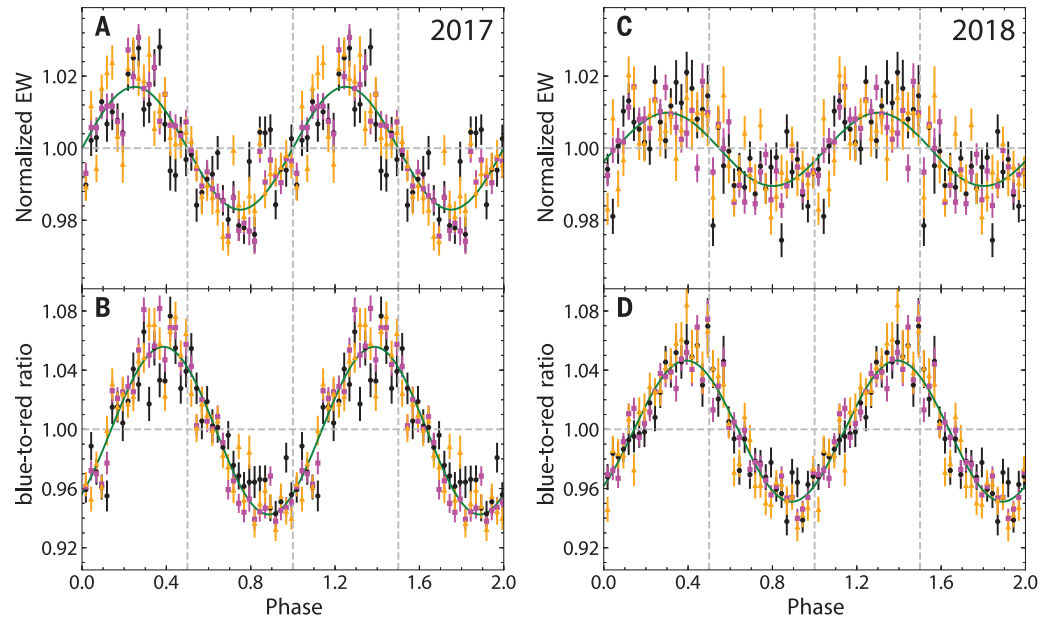 A
2017
Normalized EW
1.02
1.00
0.98
C
2018
Normalized EW
1.02
1.00
0.98
B
blue-to-red ratio
1.08
1.04
1.00
0.96
0.92
0.0 0.4 0.8 1.2 1.6 2.0
Phase
D
blue-to-red ratio
1.08
1.04
1.00
0.96
0.92
0.0 0.4 0.8 1.2 1.6 2.0
Phase